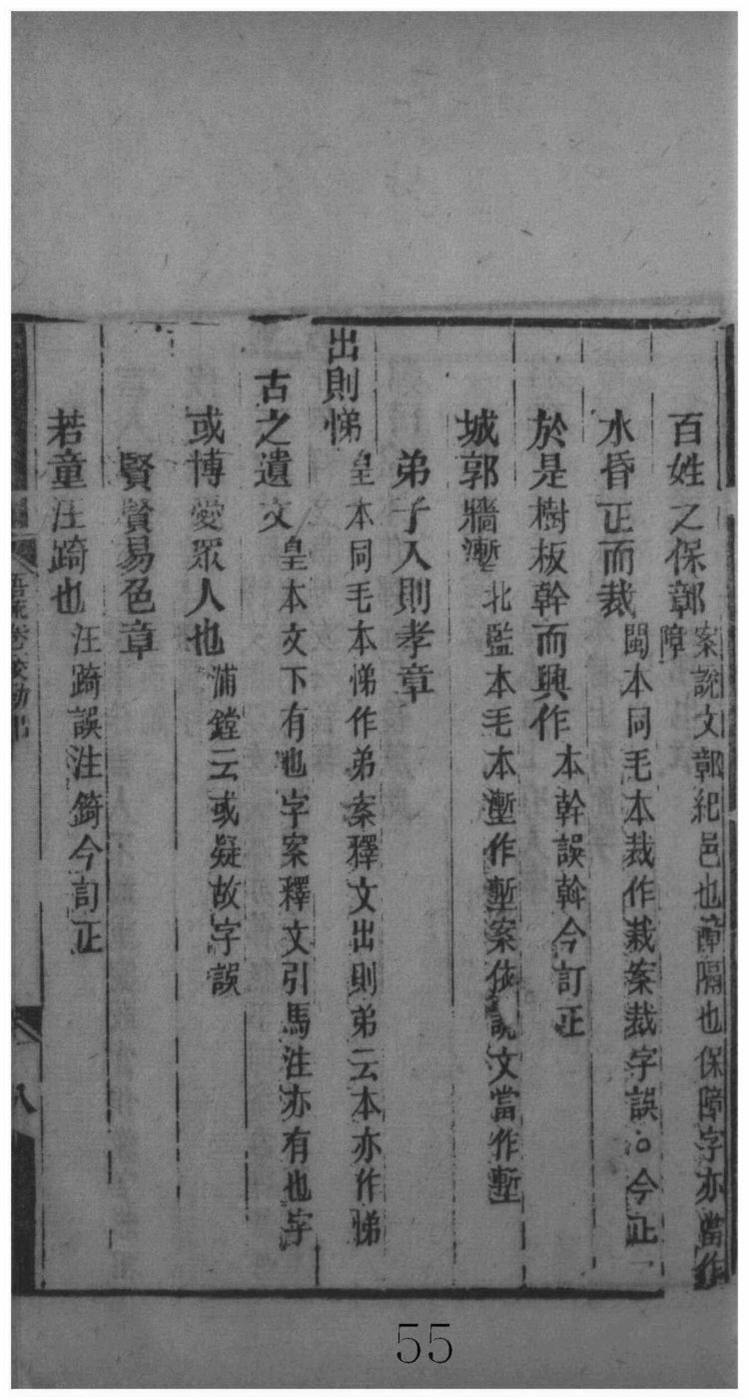 百姓之保鄣 案說文鄣紀邑也障隔也保障字亦當作
障
水昏正而裁 閩本同毛本裁作栽案裁字誤○今正
於是樹板幹而興作 本幹誤斡今訂正
城郭牆漸 北監本毛本漸作塹案依說文當作塹
弟子入則孝章
出則悌 皇本同毛本悌作弟案釋文出則弟云本亦作悌
古之遺文 皇本文下有也字案釋文引馬注亦有也字
或博愛眾人也 浦鏜云或疑故字誤
賢賢易色章
若童汪踦也 汪踦誤注錡今訂正
八
55